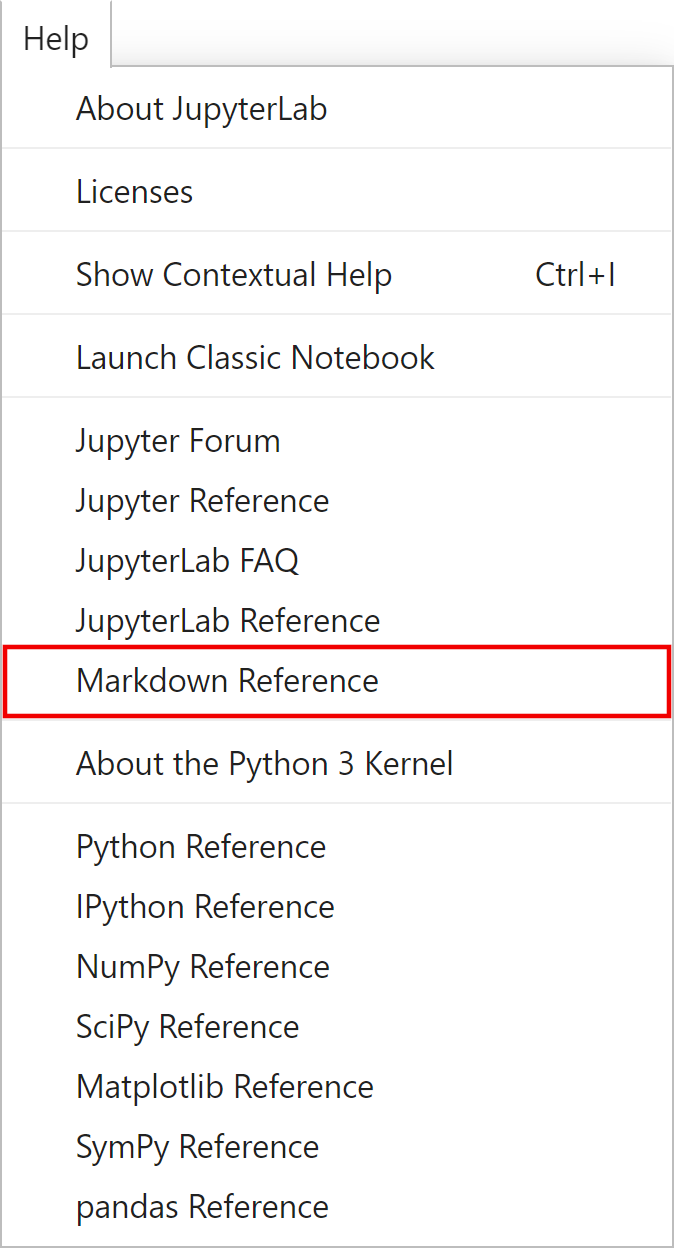 Help
About JupyterLab
Licenses
Show Contextual Help Ctrl+I
Launch Classic Notebook
Jupyter Forum
Jupyter Reference
JupyterLab FAQ
JupyterLab Reference
Markdown Reference
About the Python 3 Kernel
Python Reference
IPython Reference
NumPy Reference
SciPy Reference
Matplotlib Reference
SymPy Reference
pandas Reference